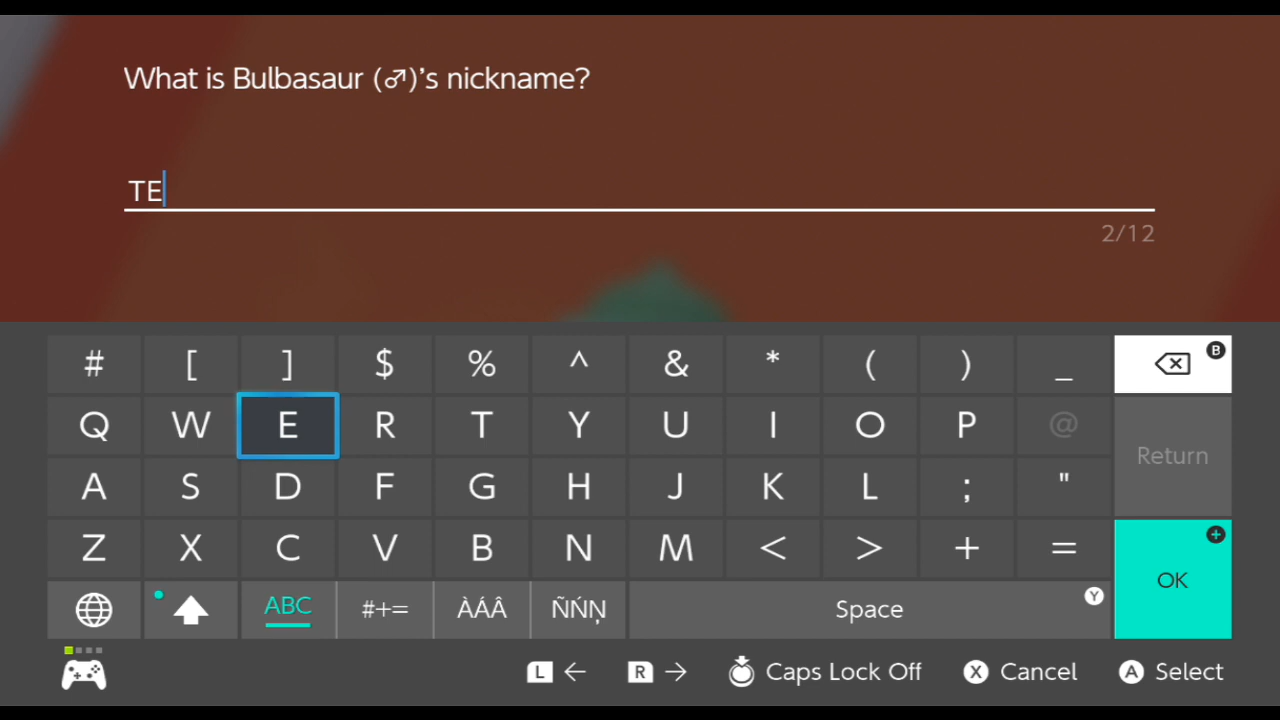 What is Bulbasaur (♂)'s nickname?
TE
2/12
# [ ] $ % ^ & * ( ) _ B
Q W E R T Y U I O P @ Return
A S D F G H J K L ; "
Z X C V B N M < > + = + OK
ABC #+= ÀÁÂ ÑŃŅ Space Y
L ← R → Caps Lock Off X Cancel A Select